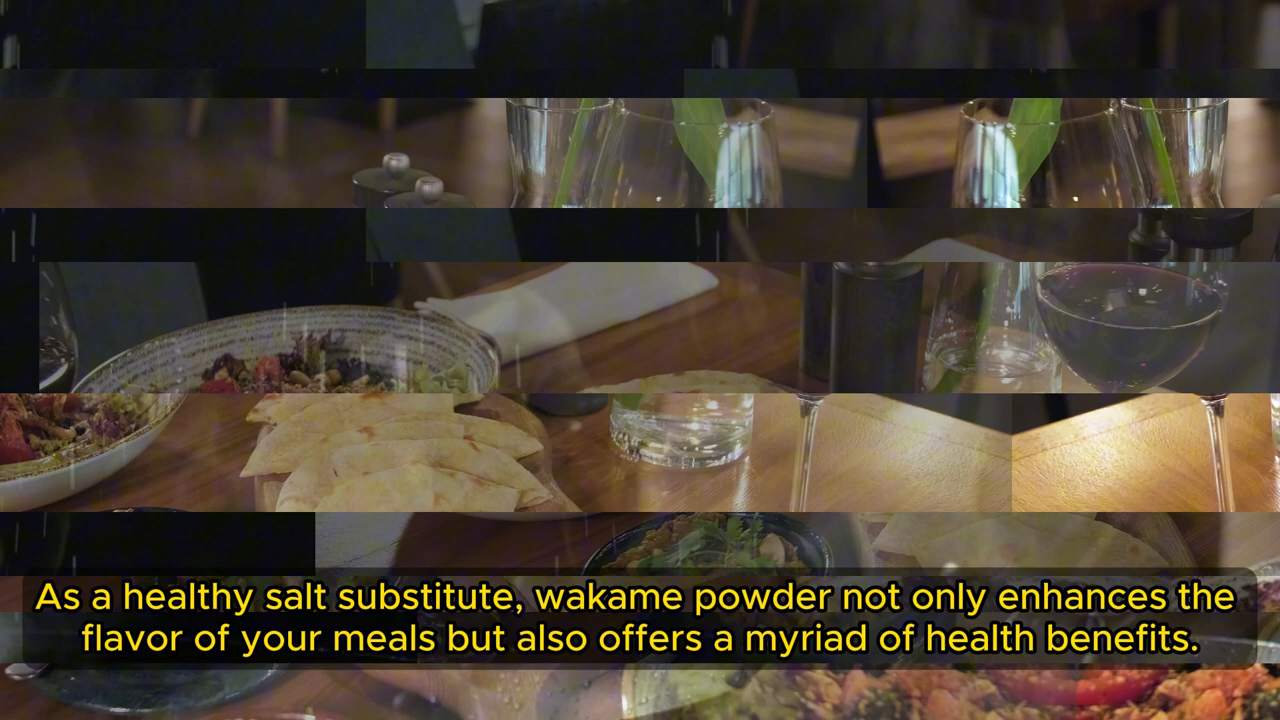 As a healthy salt substitute, wakame powder not only enhances the
flavor of your meals but also offers a myriad of health benefits.